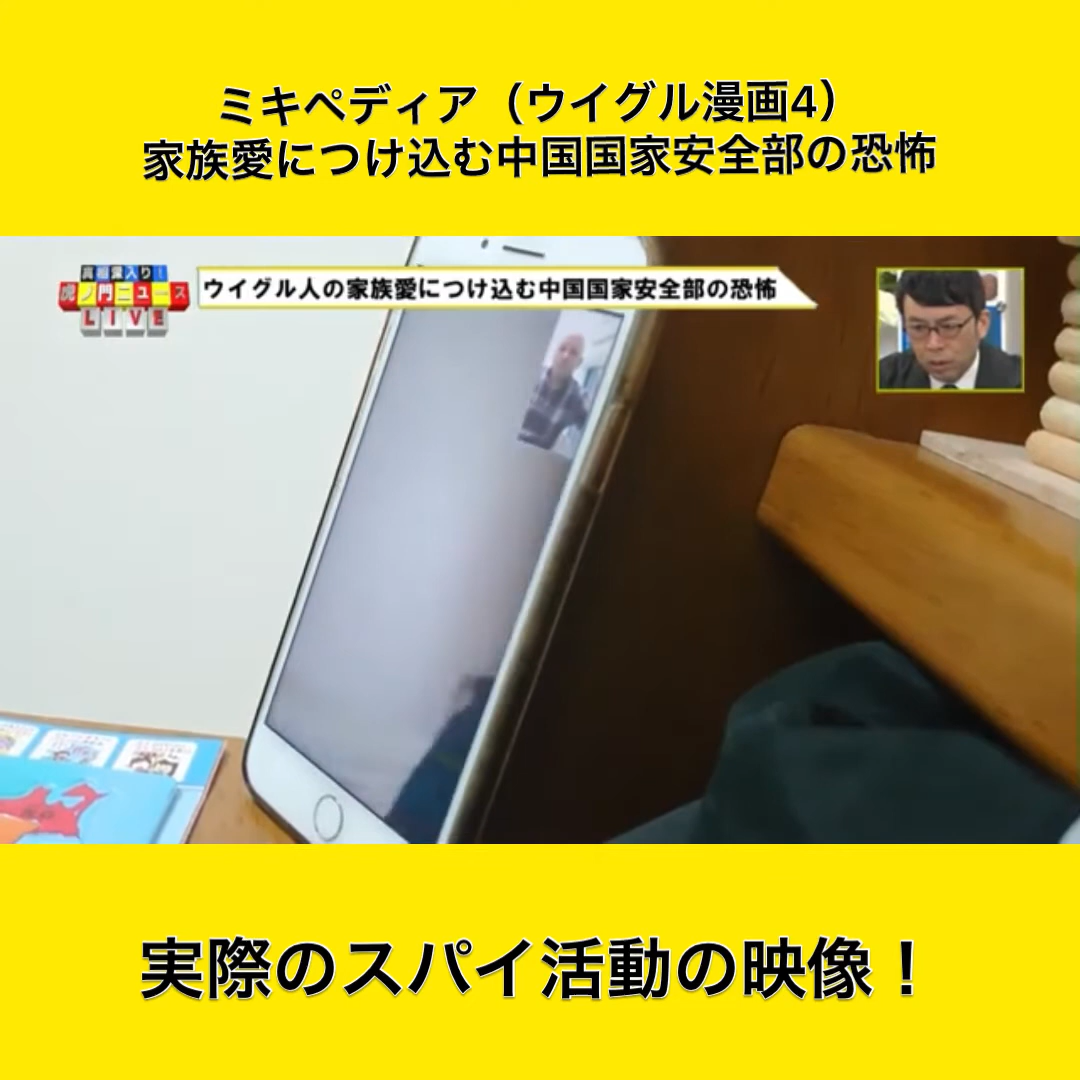 ミキペディア（ウイグル漫画4）
家族愛につけ込む中国国家安全部の恐怖
真相深入り！
虎ノ門ニュース
LIVE
ウイグル人の家族愛につけ込む中国国家安全部の恐怖
実際のスパイ活動の映像！